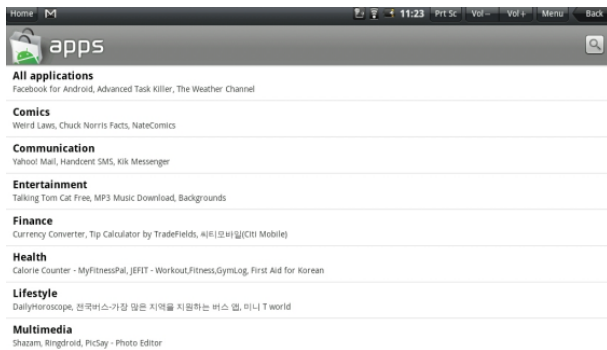 Home 11:23 Prt Sc Vol- Vol+ Menu Back
apps
All applications
Facebook for Android, Advanced Task Killer, The Weather Channel
Comics
Weird Laws, Chuck Norris Facts, NateComics
Communication
Yahoo! Mail, Handcent SMS, Kik Messenger
Entertainment
Talking Tom Cat Free, MP3 Music Download, Backgrounds
Finance
Currency Converter, Tip Calculator by TradeFields, 씨티모바일(Citi Mobile)
Health
Calorie Counter - MyFitnessPal, JEFIT - Workout,Fitness,GymLog, First Aid for Korean
Lifestyle
DailyHoroscope, 전국버스-가장 많은 지역을 지원하는 버스 앱, 미니 T world
Multimedia
Shazam, Ringdroid, PicSay - Photo Editor